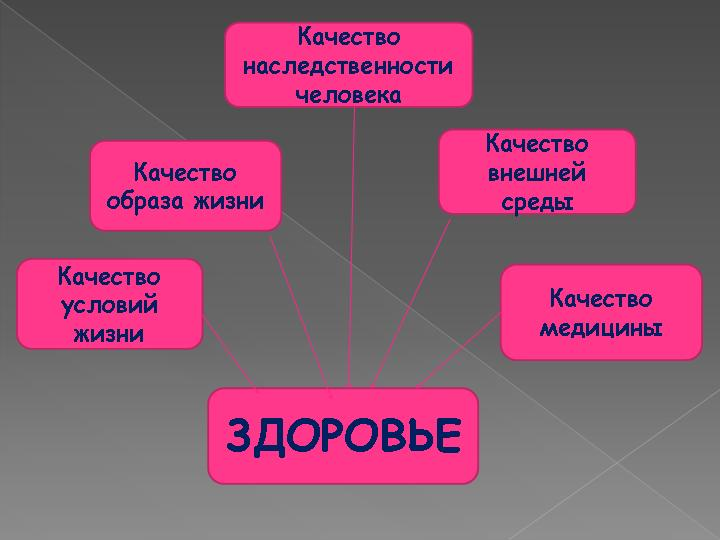 Качество
наследственности
человека
Качество
образа жизни
Качество
внешней
среды
Качество
условий
жизни
Качество
медицины
ЗДОРОВЬЕ